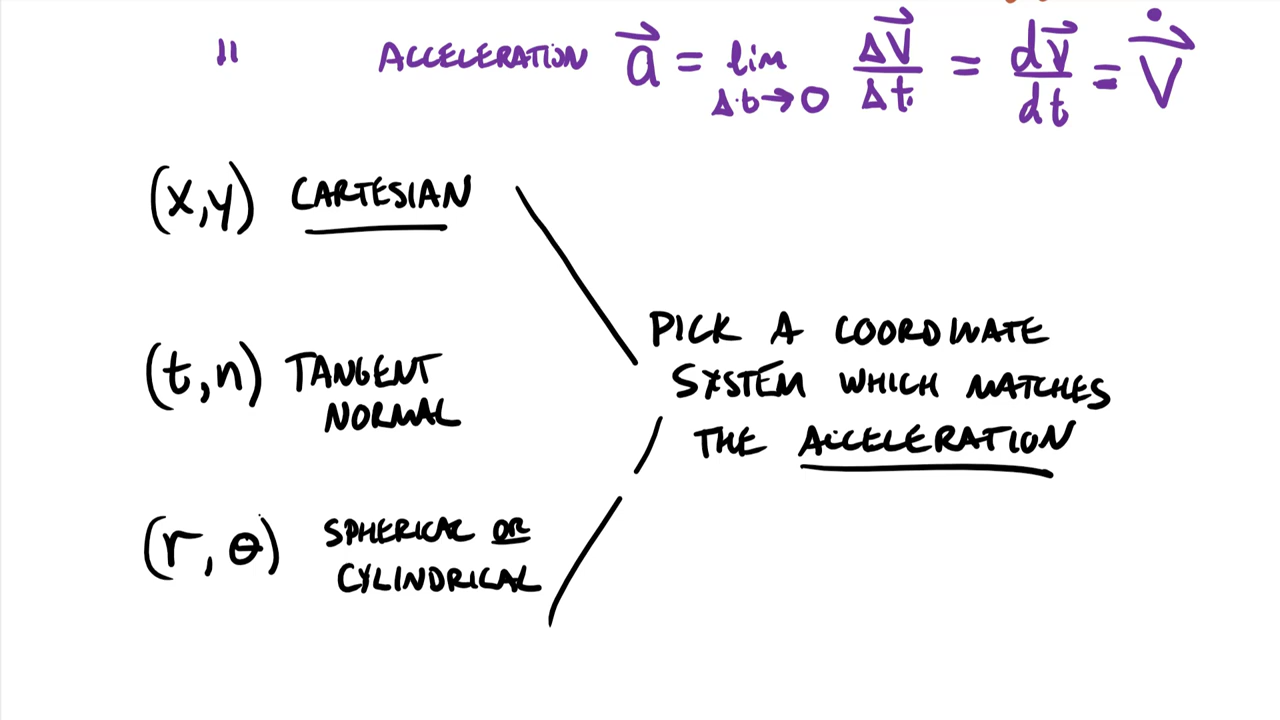 " ACCELERATION a⃗ = lim Δt→0 ΔV⃗/Δt = dv⃗/dt = V⃗̇
(x,y) CARTESIAN
(t,n) TANGENT
NORMAL
PICK A COORDINATE
SYSTEM WHICH MATCHES
THE ACCELERATION
(r, θ) SPHERICAL OR
CYLINDRICAL